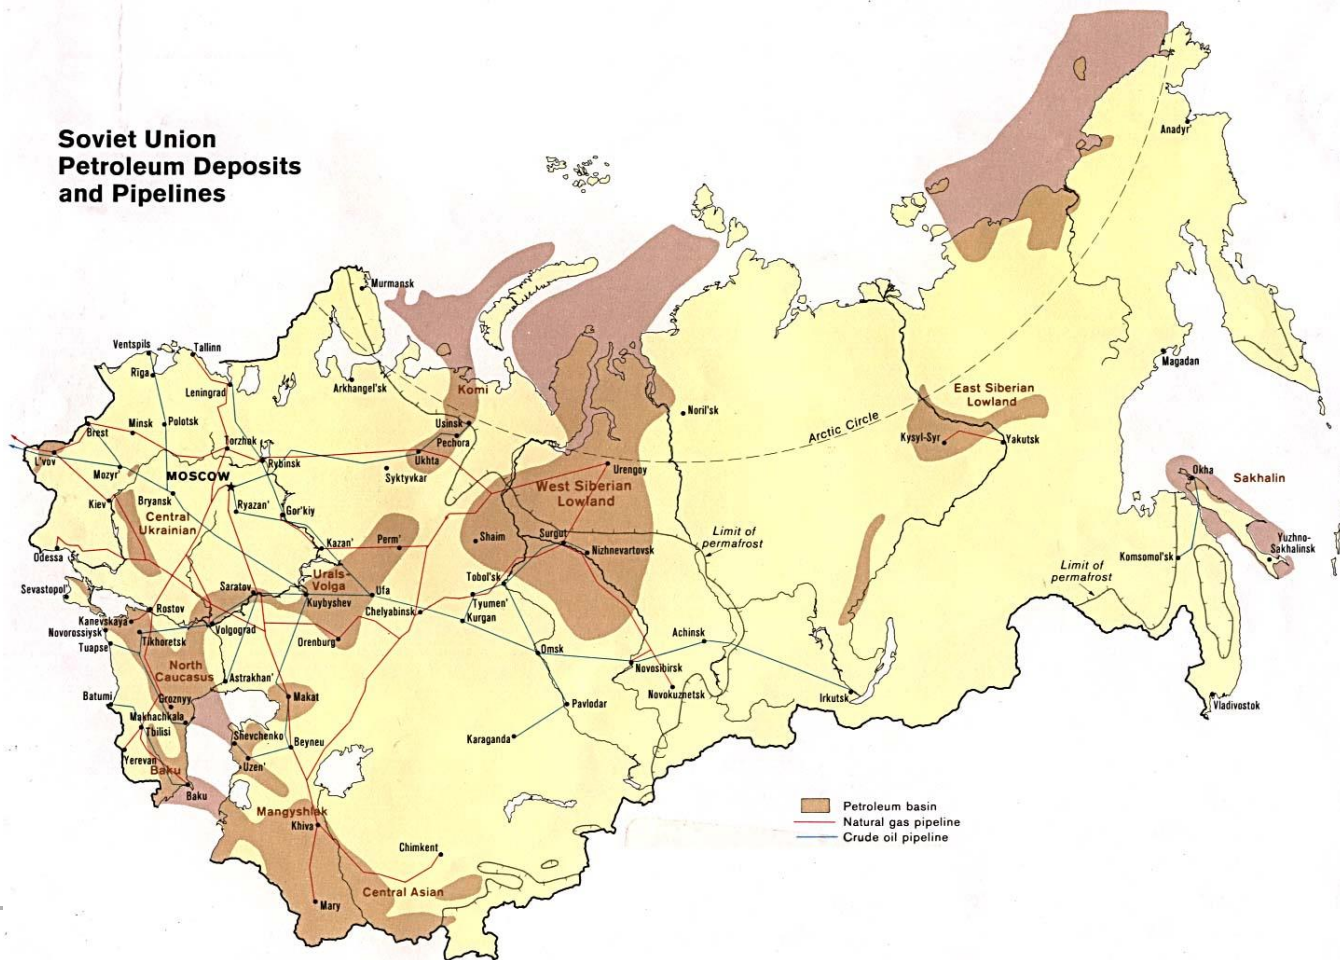 Soviet Union
Petroleum Deposits
and Pipelines
Anadyr'
Murmansk
Ventspils
Tallinn
Rīga
Leningrad
Arkhangel'sk
Komi
Magadan
East Siberian
Lowland
Noril'sk
Arctic Circle
Brest
Minsk
Polotsk
Usinsk
Pechora
Torzhok
Kysyl-Syr
Yakutsk
L'vov
Mozyr'
MOSCOW
Rybinsk
Ukhta
Syktyvkar
Urengoy
Okha
Sakhalin
West Siberian
Lowland
Kiev
Bryansk
Ryazan'
Gor'kiy
Central
Ukrainian
Kazan'
Perm'
Shaim
Surgut
Nizhnevartovsk
Limit of
permafrost
Odessa
Yuzhno-
Sakhalinsk
Komsomol'sk
Limit of
permafrost
Sevastopol'
Saratov
Urals-
Volga
Kuybyshev
Ufa
Tobol'sk
Tyumen'
Chelyabinsk
Kurgan
Rostov
Kanevskaya
Novorossiysk
Tikhoretsk
Volgograd
Tuapse
Orenburg
Achinsk
Omsk
Novosibirsk
North
Caucasus
Astrakhan'
Batumi
Groznyy
Makat
Novokuznetsk
Irkutsk
Makhachkala
Pavlodar
Vladivostok
Tbilisi
Shevchenko
Beyneu
Karaganda
Yerevan
Uzen'
Baku
Baku
Mangyshlak
Khiva
Petroleum basin
Natural gas pipeline
Crude oil pipeline
Chimkent
Central Asian
Mary